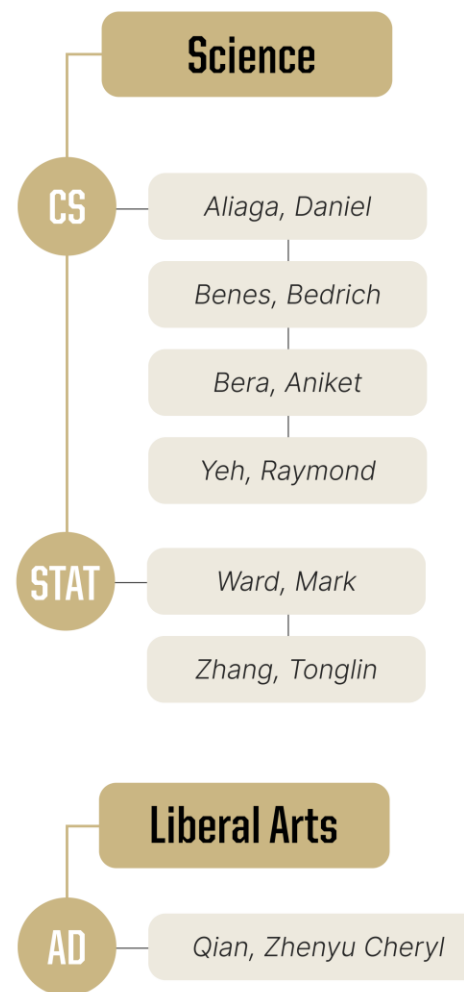 Science
CS
Aliaga, Daniel
Benes, Bedrich
Bera, Aniket
Yeh, Raymond
STAT
Ward, Mark
Zhang, Tonglin
Liberal Arts
AD
Qian, Zhenyu Cheryl